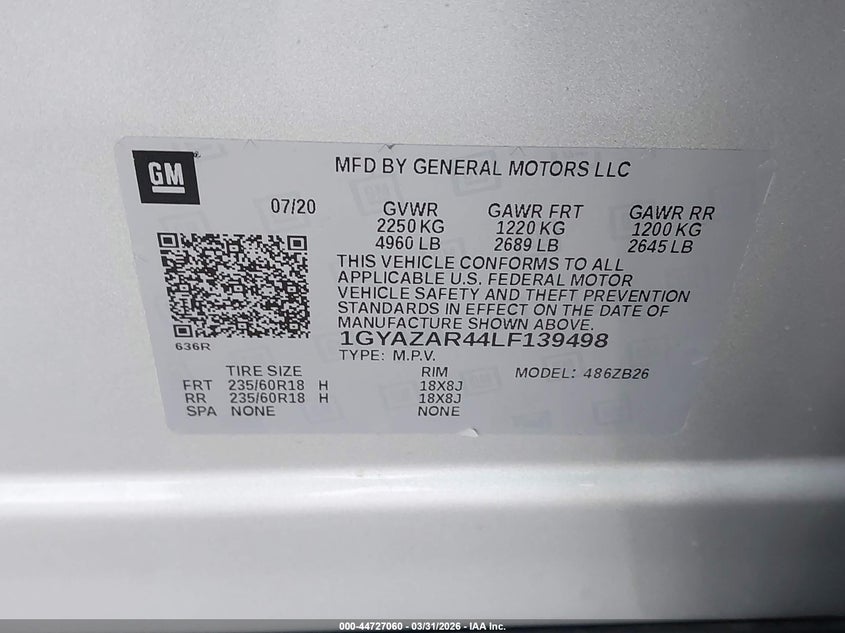 GM
MFD BY GENERAL MOTORS LLC
07/20
GVWR GAWR FRT GAWR RR
2250 KG 1220 KG 1200 KG
4960 LB 2689 LB 2645 LB
THIS VEHICLE CONFORMS TO ALL
APPLICABLE U.S. FEDERAL MOTOR
VEHICLE SAFETY AND THEFT PREVENTION
STANDARDS IN EFFECT ON THE DATE OF
MANUFACTURE SHOWN ABOVE.
1GYAZAR44LF139498
636R
TYPE: M.P.V.
TIRE SIZE RIM MODEL: 486ZB26
FRT 235/60R18 H 18X8J
RR 235/60R18 H 18X8J
SPA NONE NONE
000-44727060 - 03/31/2026 - IAA Inc.